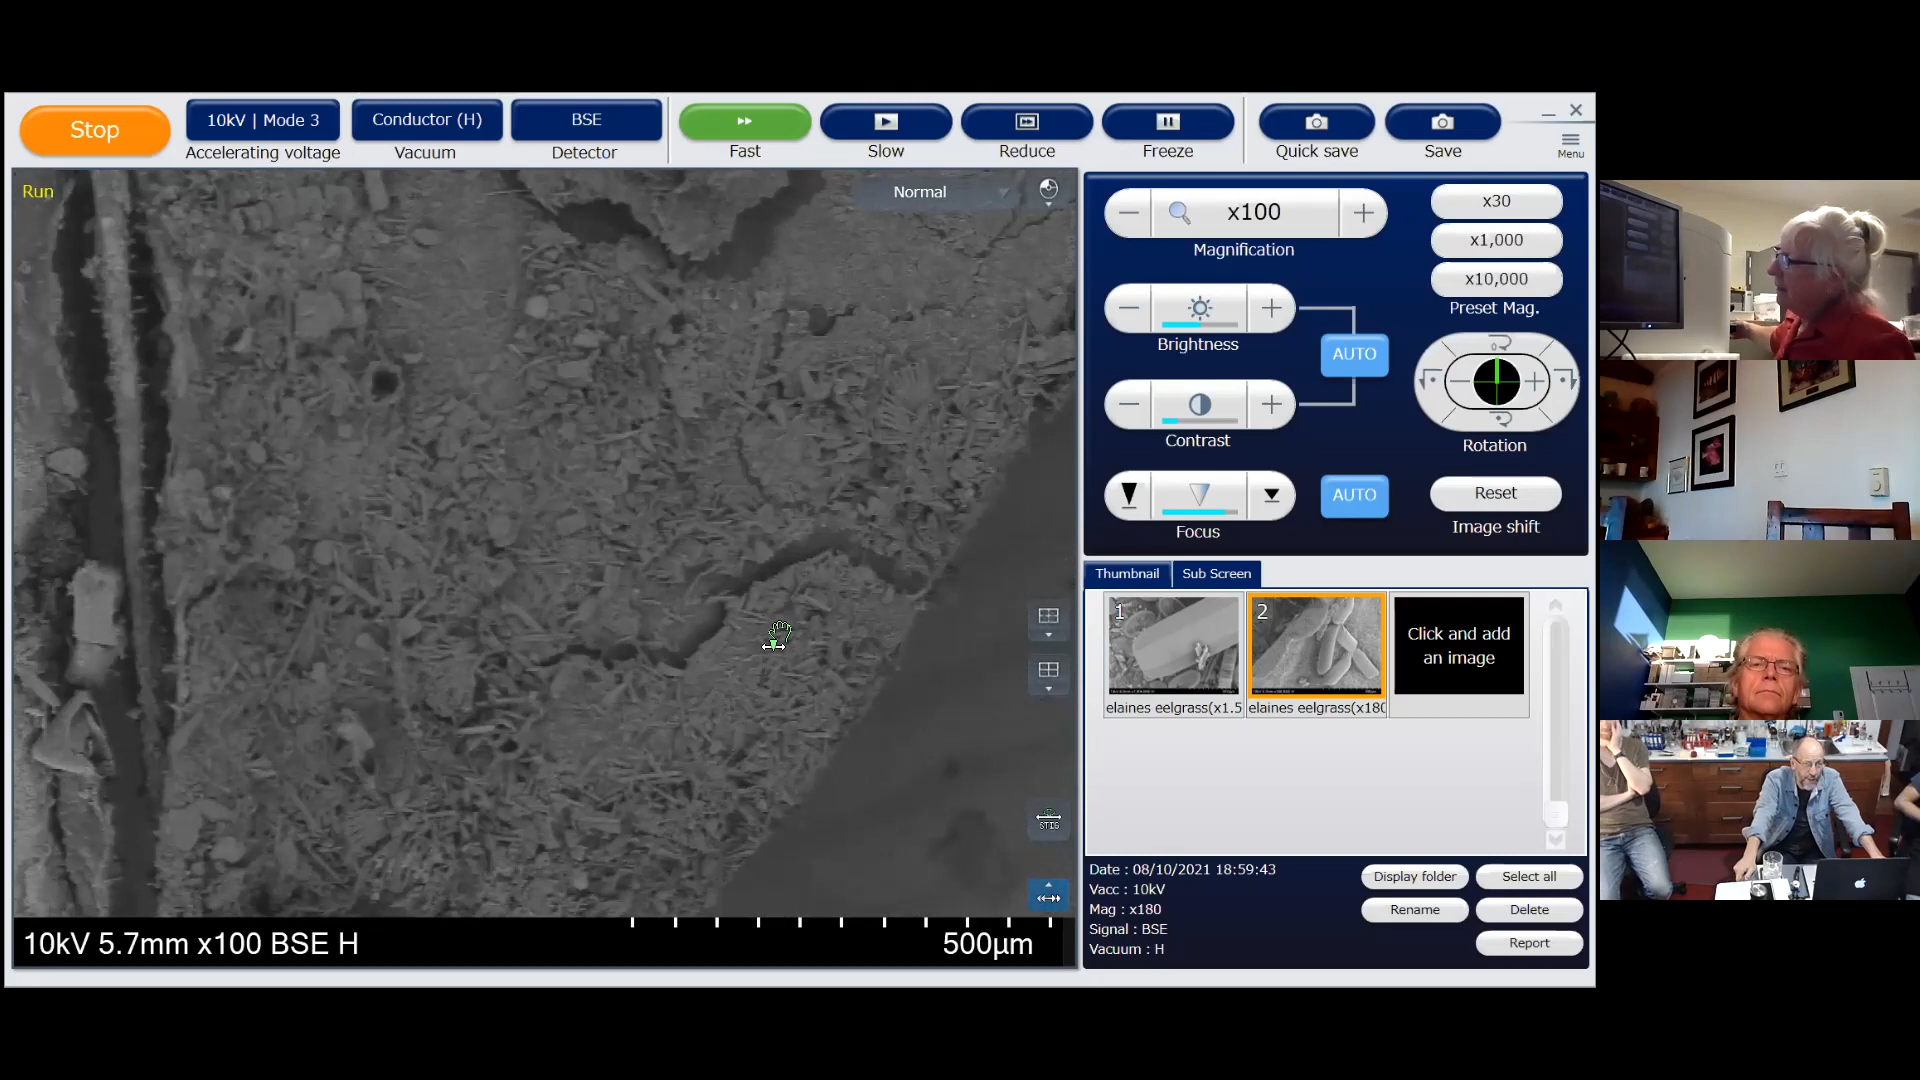 Stop
10kV | Mode 3
Accelerating voltage
Conductor (H)
Vacuum
BSE
Detector
Fast
Slow
Reduce
Freeze
Quick save
Save
Menu
Run
Normal
x100
Magnification
x30
x1,000
x10,000
Preset Mag.
Brightness
AUTO
Contrast
Rotation
Focus
AUTO
Reset
Image shift
Thumbnail
Sub Screen
1
2
Click and add
an image
elaines eelgrass(x1.5
elaines eelgrass(x180
STIG
Date : 08/10/2021 18:59:43
Vacc : 10kV
Mag : x180
Signal : BSE
Vacuum : H
Display folder
Select all
Rename
Delete
Report
10kV 5.7mm x100 BSE H
500µm